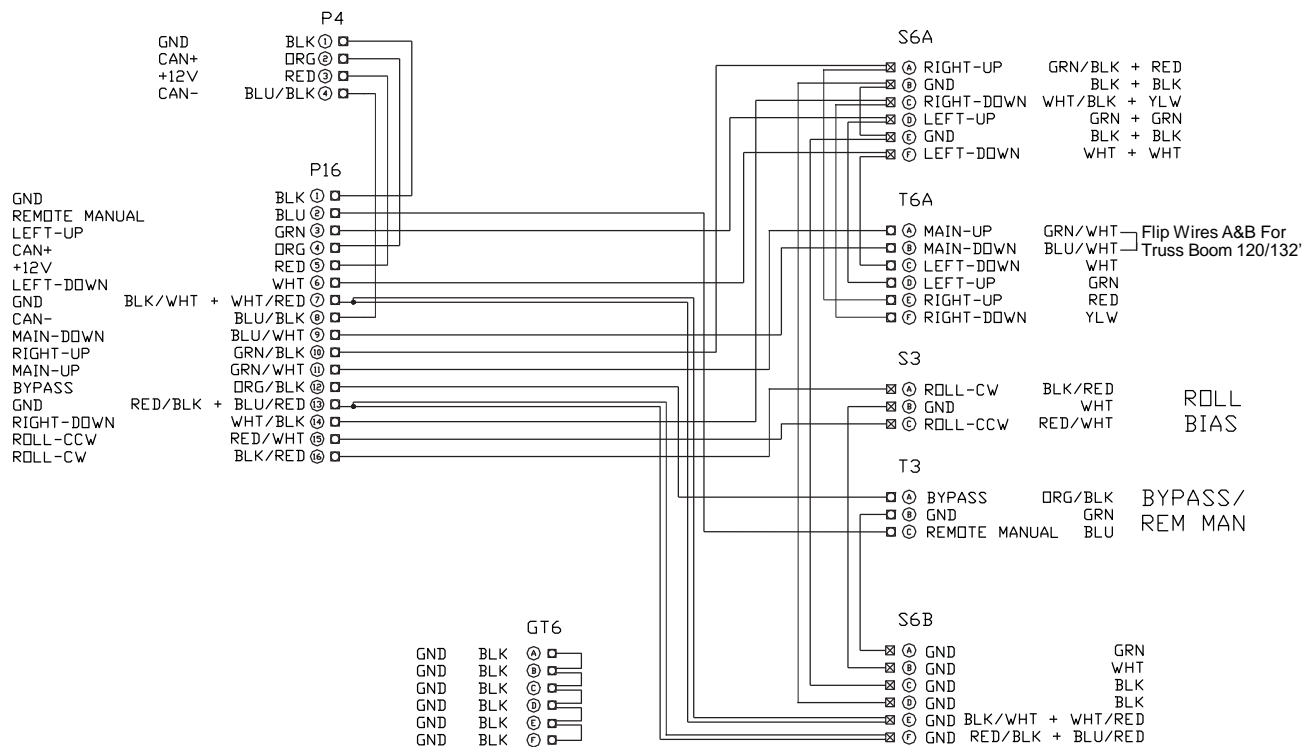 P4
GND BLK 1
CAN+ ORG 2
+12V RED 3
CAN- BLU/BLK 4
P16
GND BLK 1
REMOTE MANUAL BLU 2
LEFT-UP GRN 3
CAN+ ORG 4
+12V RED 5
LEFT-DOWN WHT 6
GND BLK/WHT + WHT/RED 7
CAN- BLU/BLK 8
MAIN-DOWN BLU/WHT 9
RIGHT-UP GRN/BLK 10
MAIN-UP GRN/WHT 11
BYPASS ORG/BLK 12
GND RED/BLK + BLU/RED 13
RIGHT-DOWN WHT/BLK 14
ROLL-CCW RED/WHT 15
ROLL-CW BLK/RED 16
S6A
A RIGHT-UP GRN/BLK + RED
B GND BLK + BLK
C RIGHT-DOWN WHT/BLK + YLW
D LEFT-UP GRN + GRN
E GND BLK + BLK
F LEFT-DOWN WHT + WHT
T6A
A MAIN-UP GRN/WHT
B MAIN-DOWN BLU/WHT
Flip Wires A&B For
Truss Boom 120/132'
C LEFT-DOWN WHT
D LEFT-UP GRN
E RIGHT-UP RED
F RIGHT-DOWN YLW
S3
A ROLL-CW BLK/RED
B GND WHT
C ROLL-CCW RED/WHT
ROLL
BIAS
T3
A BYPASS ORG/BLK
B GND GRN
C REMOTE MANUAL BLU
BYPASS/
REM MAN
S6B
A GND GRN
B GND WHT
C GND BLK
D GND BLK
E GND BLK/WHT + WHT/RED
F GND RED/BLK + BLU/RED
GT6
GND BLK A
GND BLK B
GND BLK C
GND BLK D
GND BLK E
GND BLK F